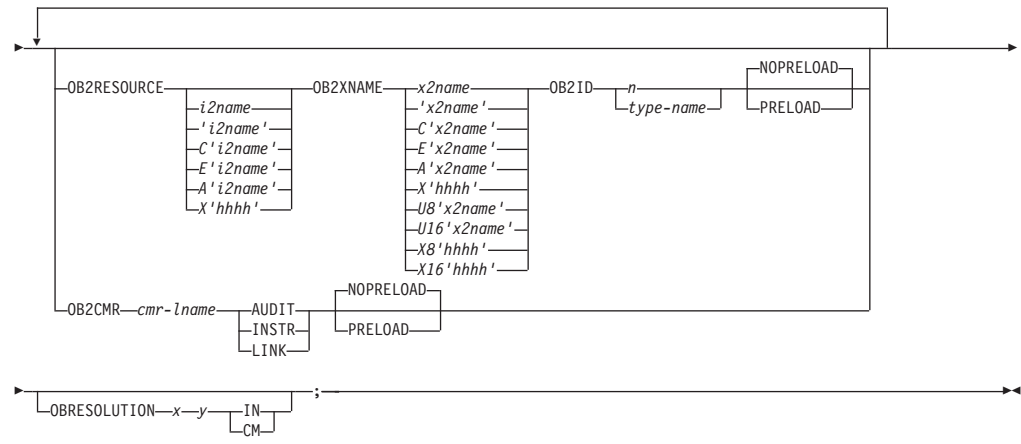 NOPRELOAD
OB2RESOURCE OB2XNAME x2name OB2ID n PRELOAD
i2name 'x2name' type-name
'i2name' C'x2name'
C'i2name' E'x2name'
E'i2name' A'x2name'
A'i2name' X'hhhh'
X'hhhh' U8'x2name'
U16'x2name'
X8'hhhh'
X16'hhhh'
NOPRELOAD
OB2CMR cmr-lname AUDIT PRELOAD
INSTR
LINK
;
OBRESOLUTION x y IN
CM